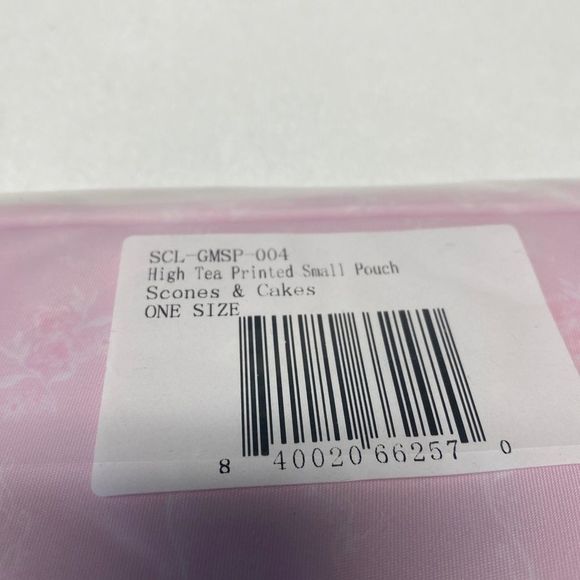 SCL-GMSP-004
High Tea Printed Small Pouch
Scones & Cakes
ONE SIZE
8 40020 66257 0